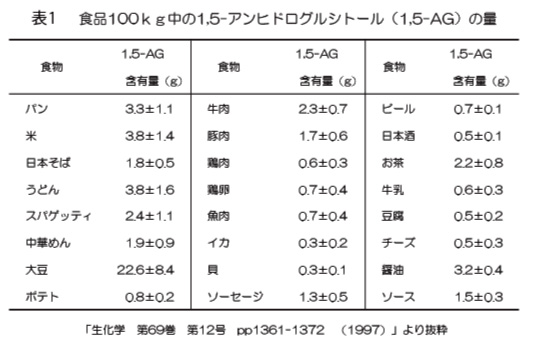 表1　食品100ｋｇ中の1,5-アンヒドログルシトール（1,5-AG）の量
食物　1,5-AG 含有量（g）　食物　1,5-AG 含有量（g）　食物　1,5-AG 含有量（g）
パン　3.3±1.1　牛肉　2.3±0.7　ビール　0.7±0.1
米　3.8±1.4　豚肉　1.7±0.6　日本酒　0.5±0.1
日本そば　1.8±0.5　鶏肉　0.6±0.3　お茶　2.2±0.8
うどん　3.8±1.6　鶏卵　0.7±0.4　牛乳　0.6±0.3
スパゲッティ　2.4±1.1　魚肉　0.7±0.4　豆腐　0.5±0.2
中華めん　1.9±0.9　イカ　0.3±0.2　チーズ　0.5±0.3
大豆　22.6±8.4　貝　0.3±0.1　醤油　3.2±0.4
ポテト　0.8±0.2　ソーセージ　1.3±0.5　ソース　1.5±0.3
「生化学　第69巻　第12号　pp1361-1372　（1997）」より抜粋